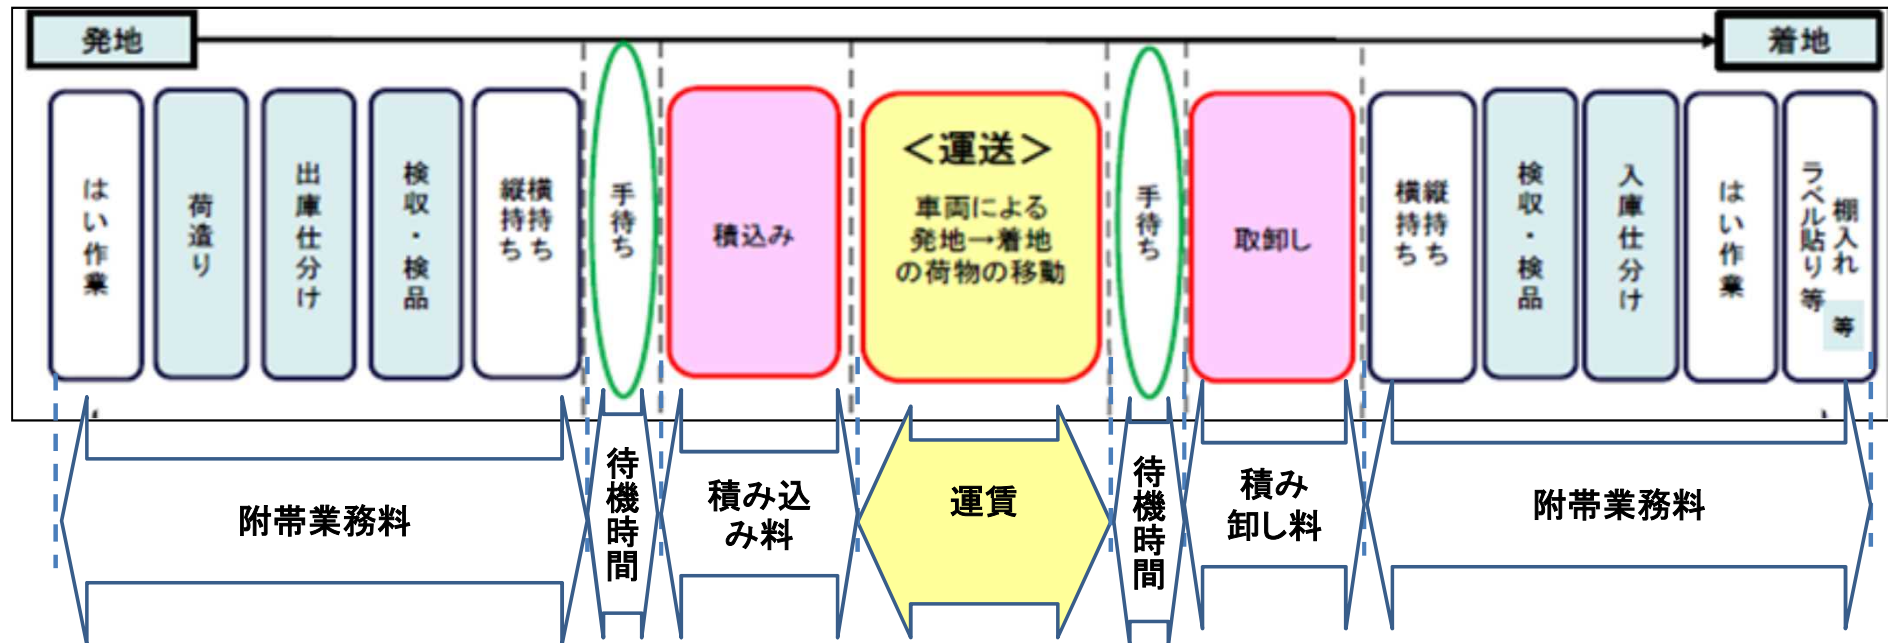 発地
着地
はい作業
荷造り
出庫仕分け
検収・検品
横持ち
縦持ち
手待ち
積込み
＜運送＞
車両による
発地→着地
の荷物の移動
手待ち
取卸し
縦持ち
横持ち
検収・検品
入庫仕分け
はい作業
棚入れ
ラベル貼り等
等
附帯業務料
待機時間
積み込
み料
運賃
待機時間
積み
卸し料
附帯業務料